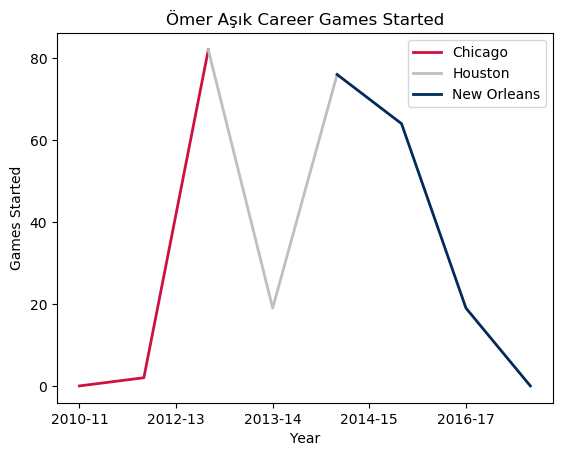 Ömer Aşık Career Games Started
Chicago
Houston
New Orleans
80
60
40
20
0
Games Started
2010-11
2012-13
2013-14
2014-15
2016-17
Year